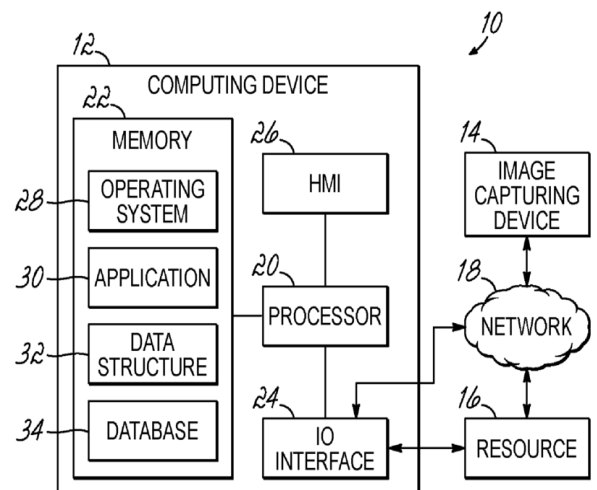 10
12
COMPUTING DEVICE
22
MEMORY
28
OPERATING
SYSTEM
30
APPLICATION
32
DATA
STRUCTURE
34
DATABASE
26
HMI
20
PROCESSOR
24
IO
INTERFACE
14
IMAGE
CAPTURING
DEVICE
18
NETWORK
16
RESOURCE